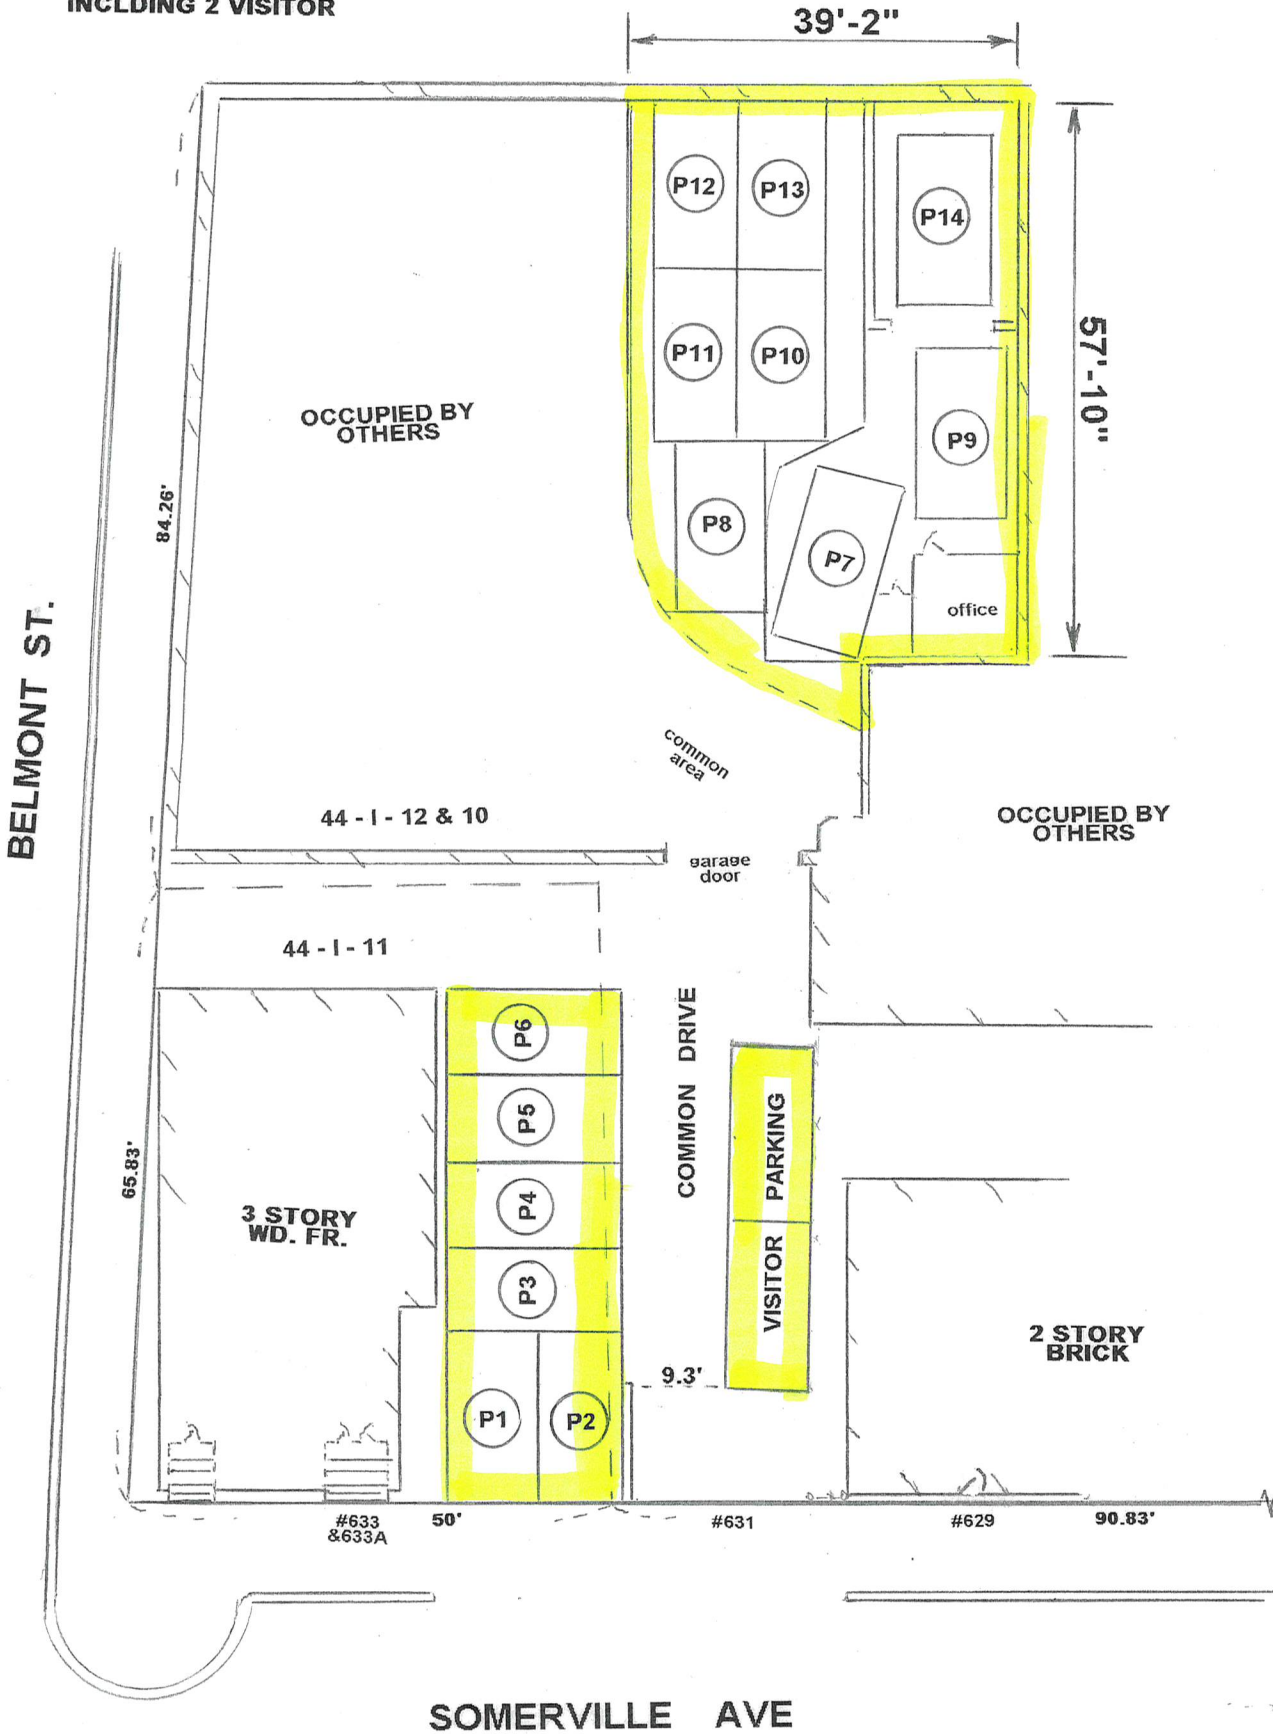 INCLDING 2 VISITOR
39'-2"
P12
P13
P14
57'-10"
P11
P10
P9
OCCUPIED BY
OTHERS
84.26'
P8
P7
office
BELMONT ST.
common
area
44 - I - 12 & 10
OCCUPIED BY
OTHERS
garage
door
44 - I - 11
COMMON DRIVE
P6
P5
P4
P3
P1
P2
VISITOR PARKING
65.83'
3 STORY
WD. FR.
2 STORY
BRICK
9.3'
#633
&633A
50'
#631
#629
90.83'
SOMERVILLE AVE